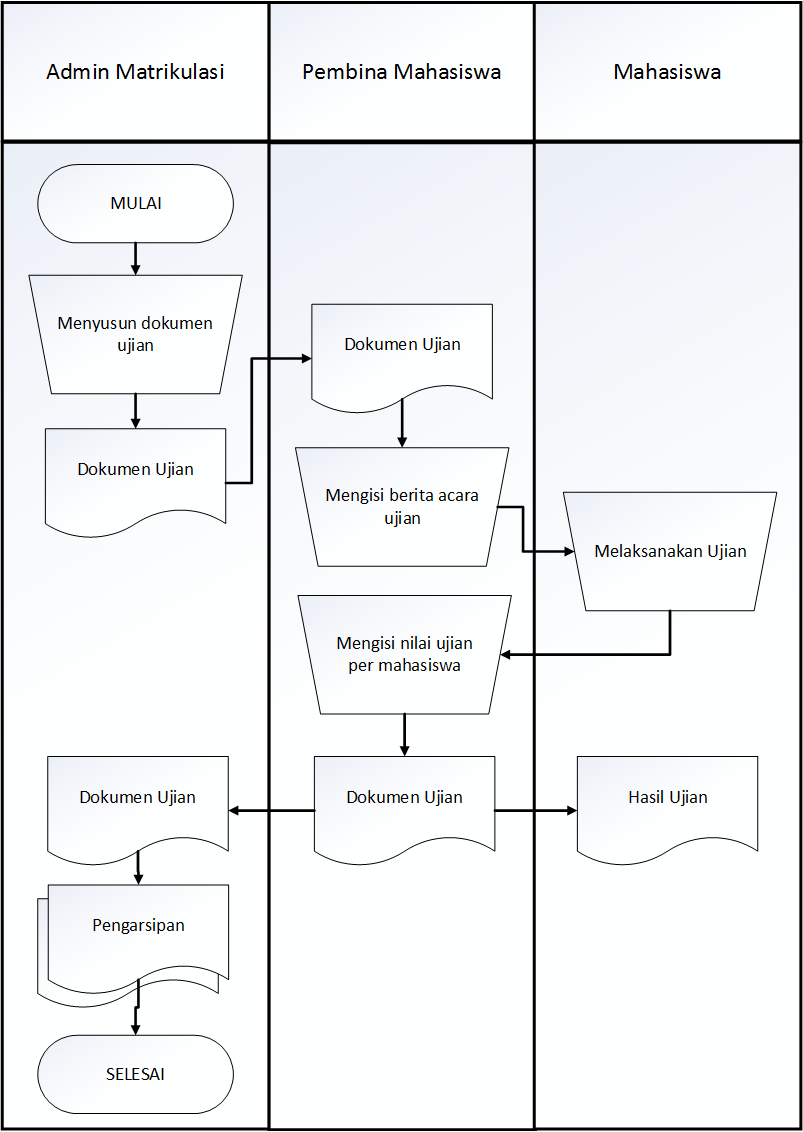 Admin Matrikulasi
Pembina Mahasiswa
Mahasiswa
MULAI
Menyusun dokumen
ujian
Dokumen Ujian
Dokumen Ujian
Mengisi berita acara
ujian
Melaksanakan Ujian
Mengisi nilai ujian
per mahasiswa
Dokumen Ujian
Dokumen Ujian
Hasil Ujian
Pengarsipan
SELESAI